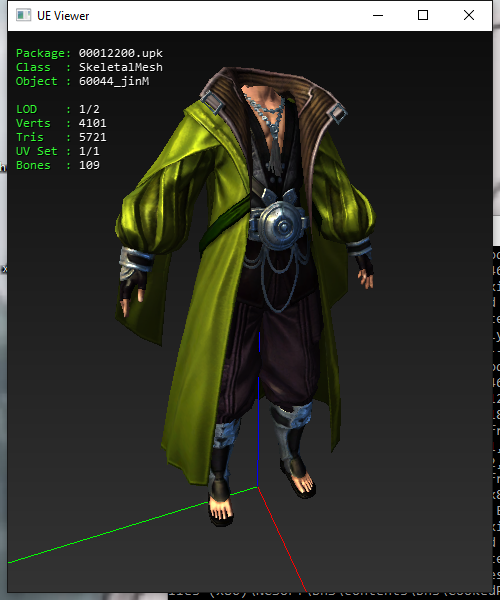 UE Viewer
Package: 00012200.upk
Class : SkeletalMesh
Object : 60044_jinM
LOD : 1/2
Verts : 4101
Tris : 5721
UV Set : 1/1
Bones : 109